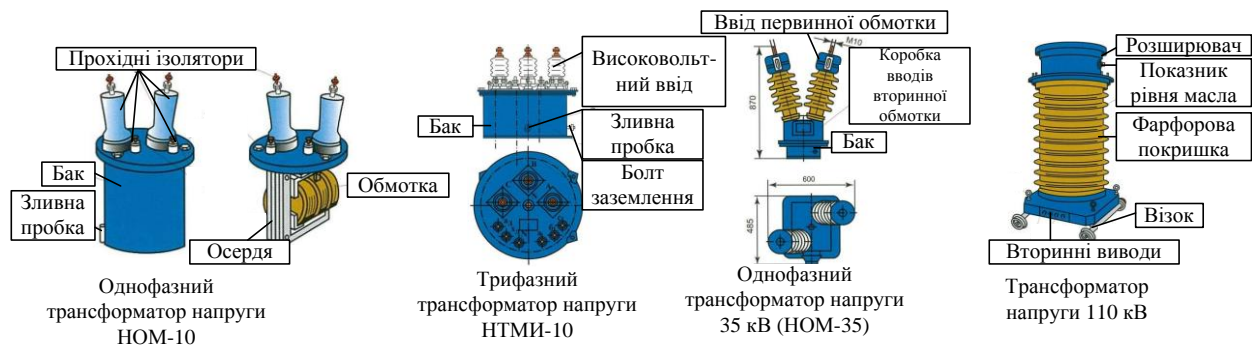 Прохідні ізолятори
Бак
Зливна
пробка
Обмотка
Осердя
Однофазний
трансформатор напруги
НОМ-10
Високовольт-
ний ввід
Бак
Зливна
пробка
Болт
заземлення
Трифазний
трансформатор напруги
НТМИ-10
Ввід первинної обмотки
М10
Коробка
вводів
вторинної
обмотки
870
Бак
600
485
Однофазний
трансформатор напруги
35 кВ (НОМ-35)
Розширювач
Показник
рівня масла
Фарфорова
покришка
Візок
Вторинні виводи
Трансформатор
напруги 110 кВ